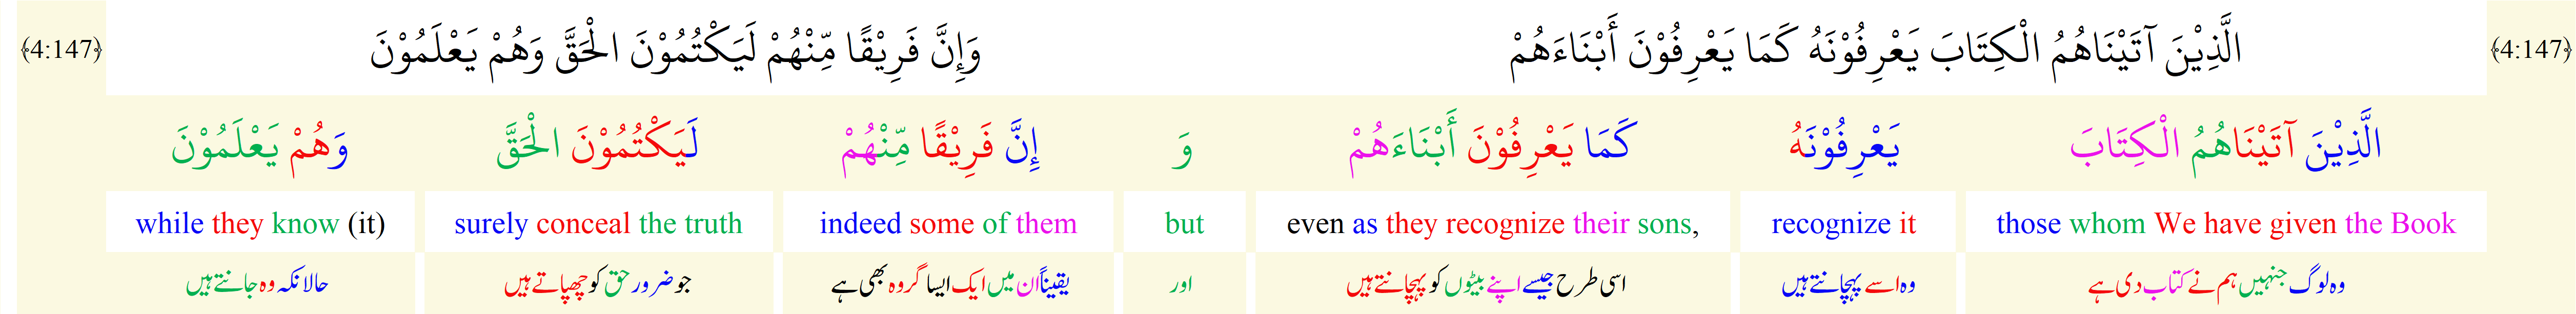 ﴿4:147﴾ الَّذِيْنَ آتَيْنَاهُمُ الْكِتَابَ يَعْرِفُوْنَهُ كَمَا يَعْرِفُوْنَ أَبْنَاءَهُمْ وَإِنَّ فَرِيْقًا مِّنْهُمْ لَيَكْتُمُوْنَ الْحَقَّ وَهُمْ يَعْلَمُوْنَ ﴿4:147﴾
الَّذِيْنَ آتَيْنَاهُمُ الْكِتَابَ يَعْرِفُوْنَهُ كَمَا يَعْرِفُوْنَ أَبْنَاءَهُمْ وَ إِنَّ فَرِيْقًا مِّنْهُمْ لَيَكْتُمُوْنَ الْحَقَّ وَهُمْ يَعْلَمُوْنَ
those whom We have given the Book recognize it even as they recognize their sons, but indeed some of them surely conceal the truth while they know (it)
وہ لوگ جنہیں ہم نے کتاب دی ہے وہ اسے پہچانتے ہیں اسی طرح جیسے اپنے بیٹوں کو پہچانتے ہیں اور یقیناً ان میں ایک ایسا گروہ بھی ہے جو ضرور حق کو چھپاتے ہیں حالانکہ وہ جانتے ہیں